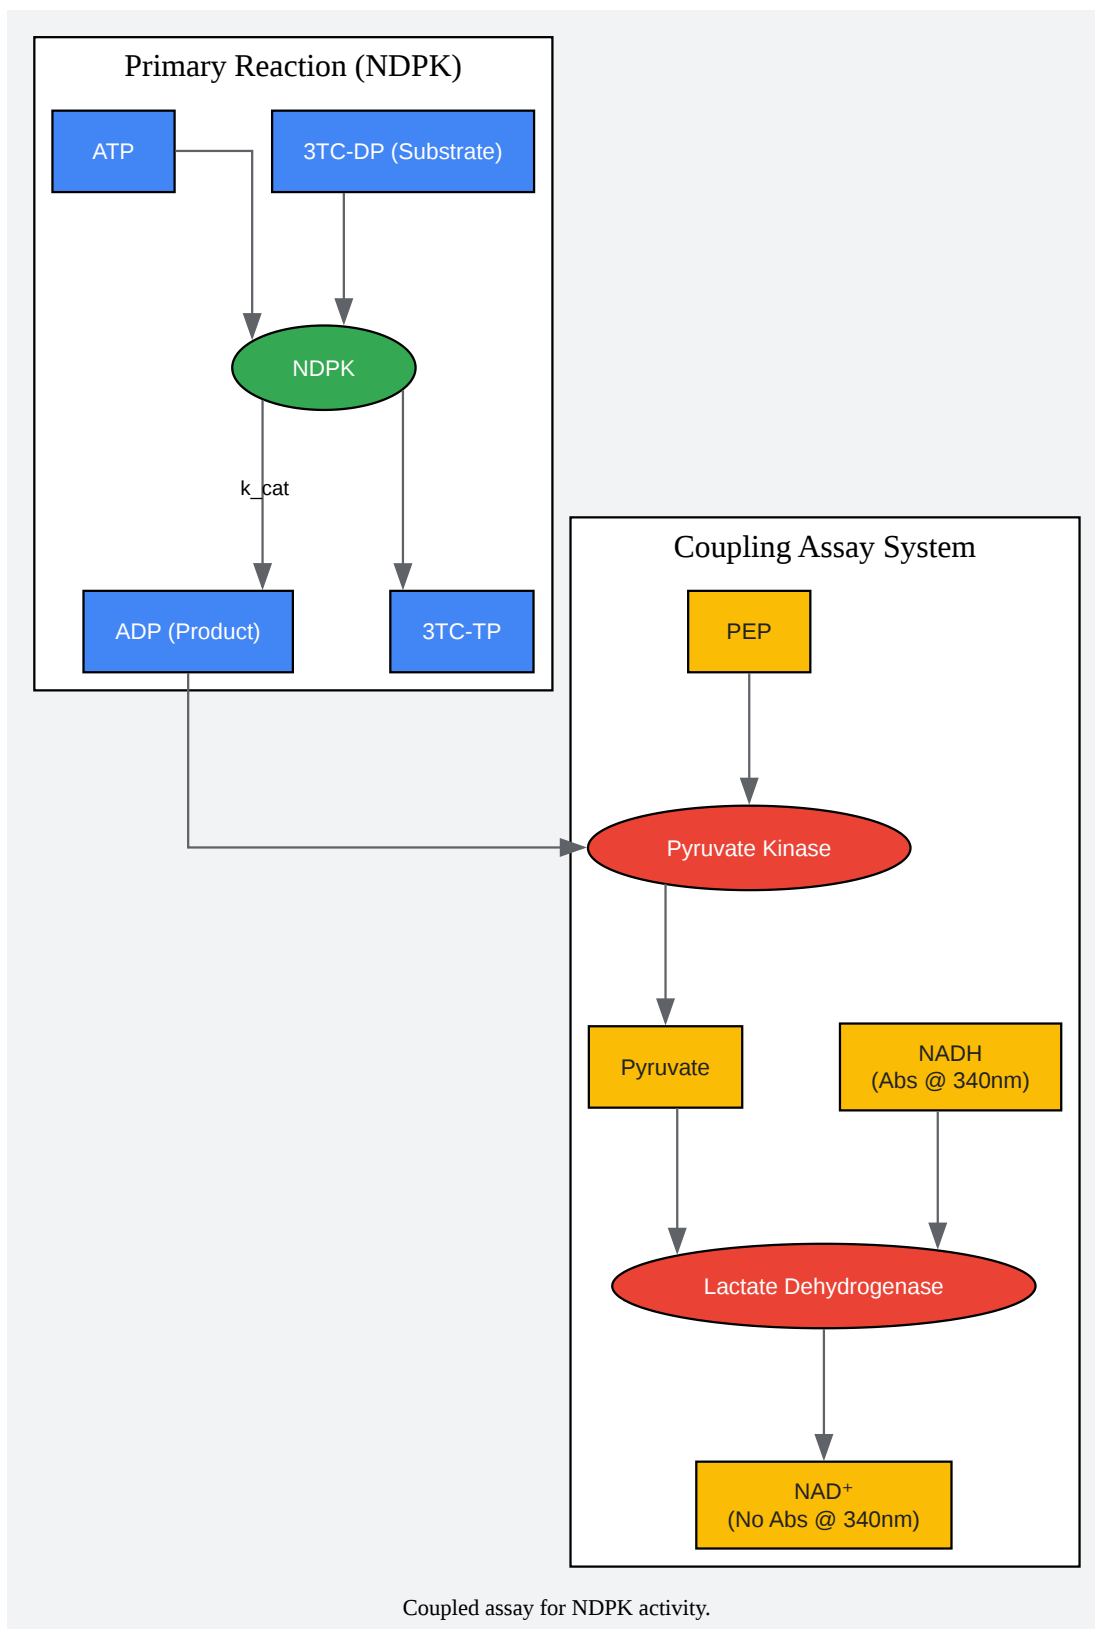 Primary Reaction (NDPK)
ATP
3TC-DP (Substrate)
NDPK
k_cat
ADP (Product)
3TC-TP
Coupling Assay System
PEP
Pyruvate Kinase
Pyruvate
NADH
(Abs @ 340nm)
Lactate Dehydrogenase
NAD⁺
(No Abs @ 340nm)
Coupled assay for NDPK activity.